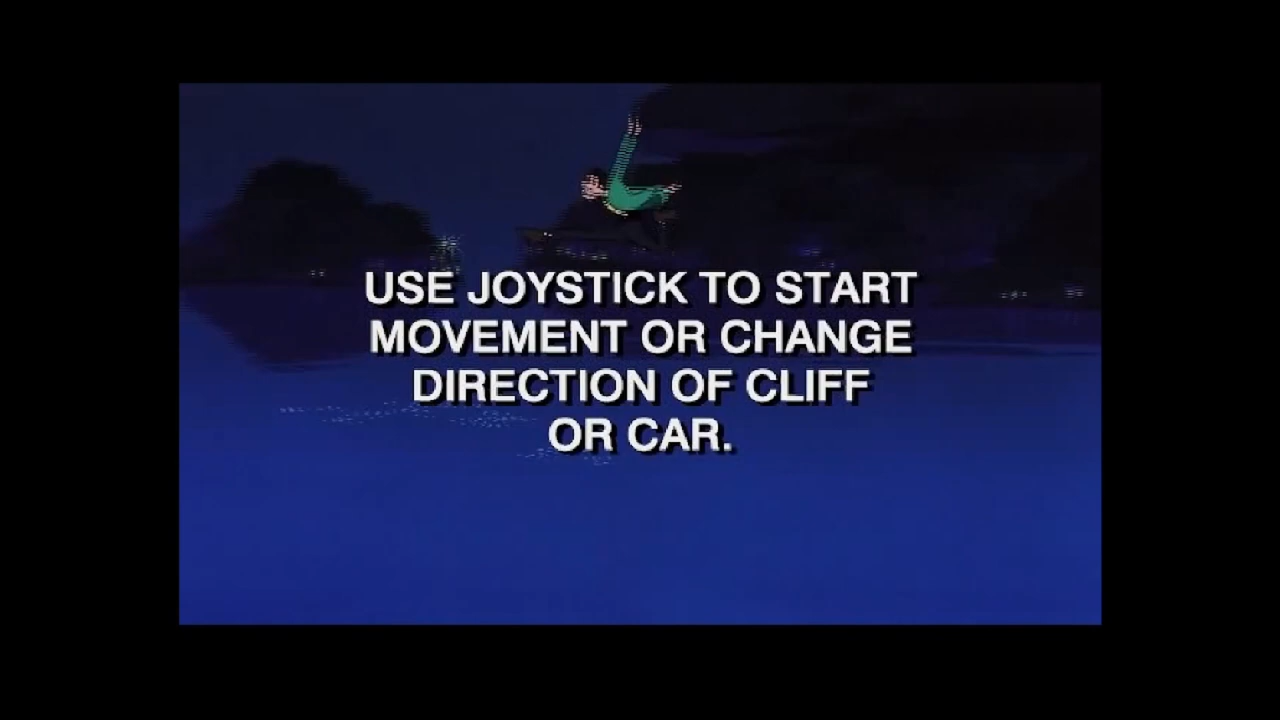 USE JOYSTICK TO START
MOVEMENT OR CHANGE
DIRECTION OF CLIFF
OR CAR.